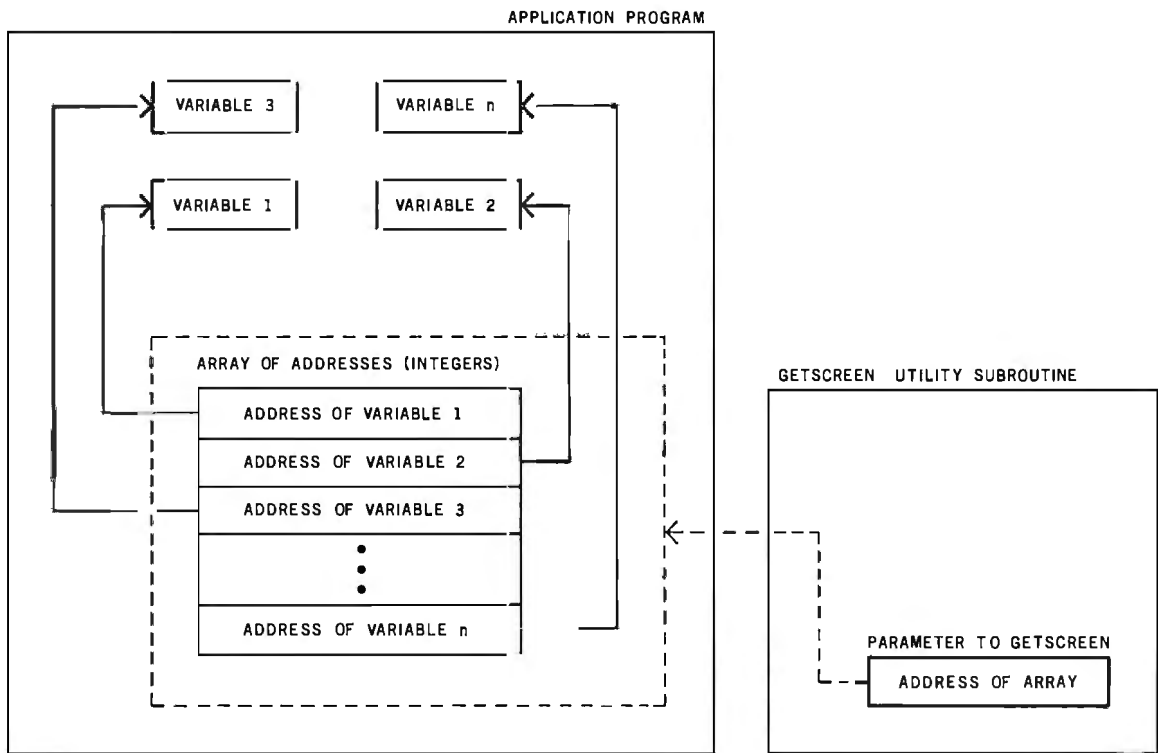 APPLICATION PROGRAM
VARIABLE 3
VARIABLE n
VARIABLE 1
VARIABLE 2
ARRAY OF ADDRESSES (INTEGERS)
ADDRESS OF VARIABLE 1
ADDRESS OF VARIABLE 2
ADDRESS OF VARIABLE 3
ADDRESS OF VARIABLE n
GETSCREEN UTILITY SUBROUTINE
PARAMETER TO GETSCREEN
ADDRESS OF ARRAY